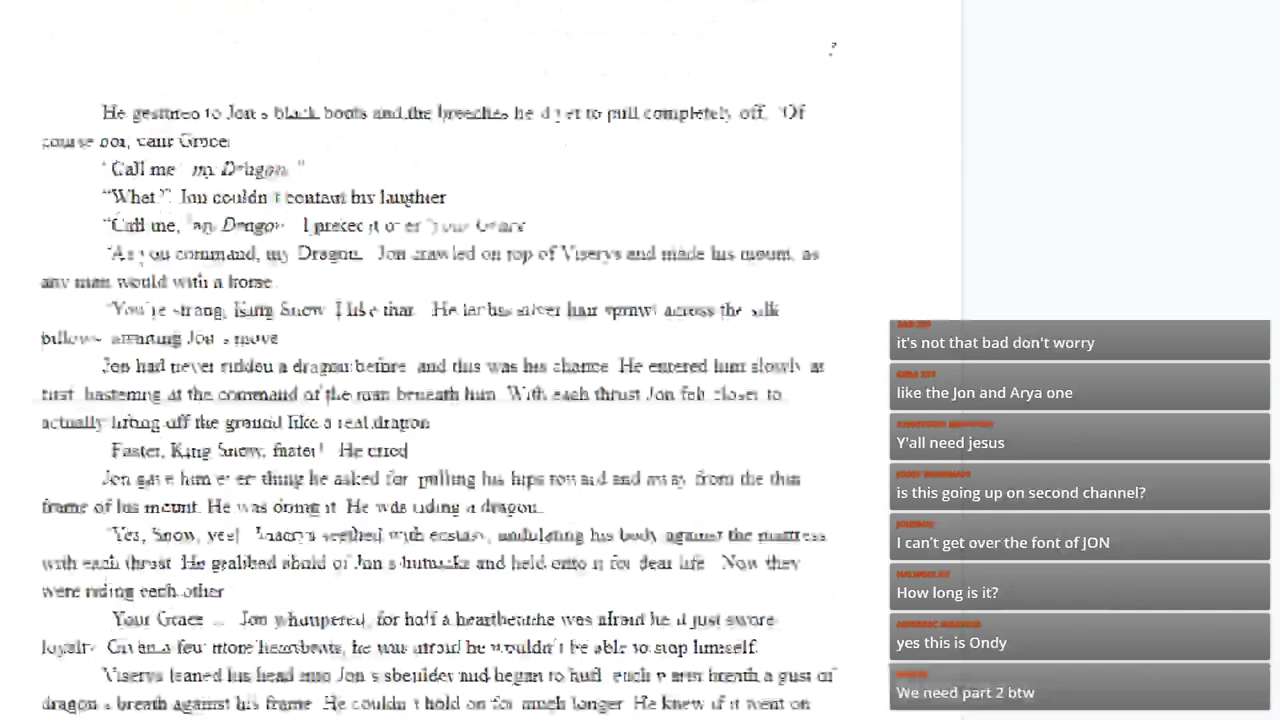 He gestured to Jon's black boots and the breeches he'd yet to pull completely off. "Of
course not, your Grace."
"Call me 'my Dragon.'"
"What?" Jon couldn't contain his laughter.
"Call me, 'my Dragon.' I prefer it over 'your Grace.'"
"As you command, my Dragon." Jon crawled on top of Viserys and made his mount, as
any man would with a horse.
"You're strong, King Snow. I like that." He let his silver hair sprawl across the silk
pillows awaiting Jon's move.
Jon had never ridden a dragon before and this was his chance. He entered him slowly at
first, hastening at the command of the man beneath him. With each thrust Jon felt closer to
actually lifting off the ground like a real dragon.
"Faster, King Snow, faster!" He cried
Jon gave him everything he asked for pulling his hips toward and away from the thin
frame of his mount. He was doing it. He was riding a dragon.
"Yes, Snow, yes!" Viserys seethed with ecstasy, undulating his body against the mattress
with each thrust. He grabbed ahold of Jon's buttocks and held onto it for dear life. Now they
were riding each other.
"Your Grace ..." Jon whimpered, for half a heartbeat he was afraid he'd just swore
loyalty. Given a few more heartbeats, he was afraid he wouldn't be able to stop himself.
Viserys leaned his head into Jon's shoulder and began to huff, each warm breath a gust of
dragon's breath against his frame. He couldn't hold on for much longer. He knew if it went on
it's not that bad don't worry
like the Jon and Arya one
Y'all need jesus
is this going up on second channel?
I can't get over the font of JON
How long is it?
yes this is Ondy
We need part 2 btw